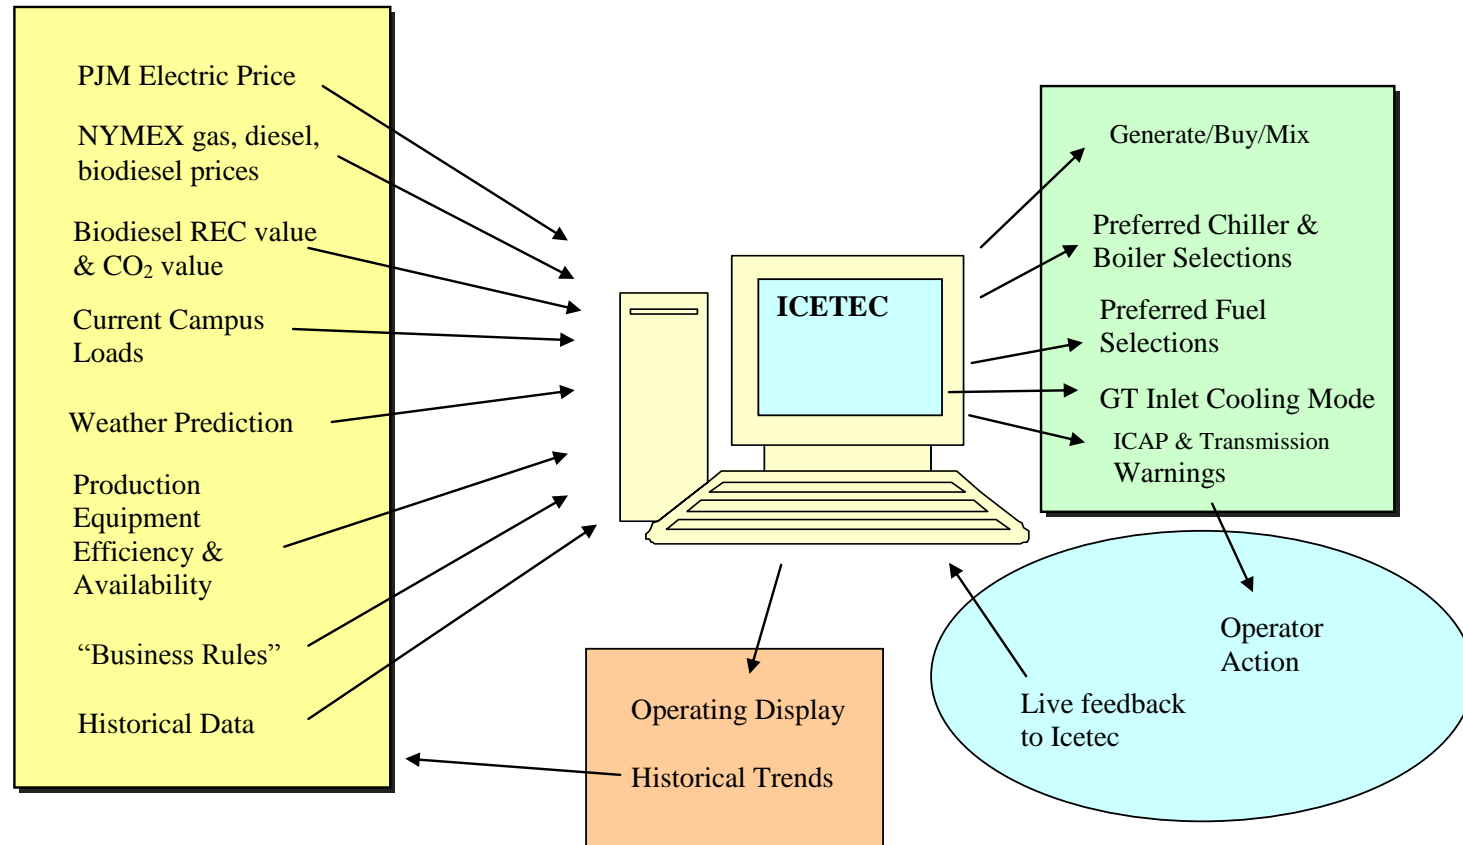 PJM Electric Price
NYMEX gas, diesel,
biodiesel prices
Biodiesel REC value
& CO₂ value
Current Campus
Loads
Weather Prediction
Production
Equipment
Efficiency &
Availability
“Business Rules”
Historical Data
ICETEC
Generate/Buy/Mix
Preferred Chiller &
Boiler Selections
Preferred Fuel
Selections
GT Inlet Cooling Mode
ICAP & Transmission
Warnings
Operator
Action
Live feedback
to Icetec
Operating Display
Historical Trends